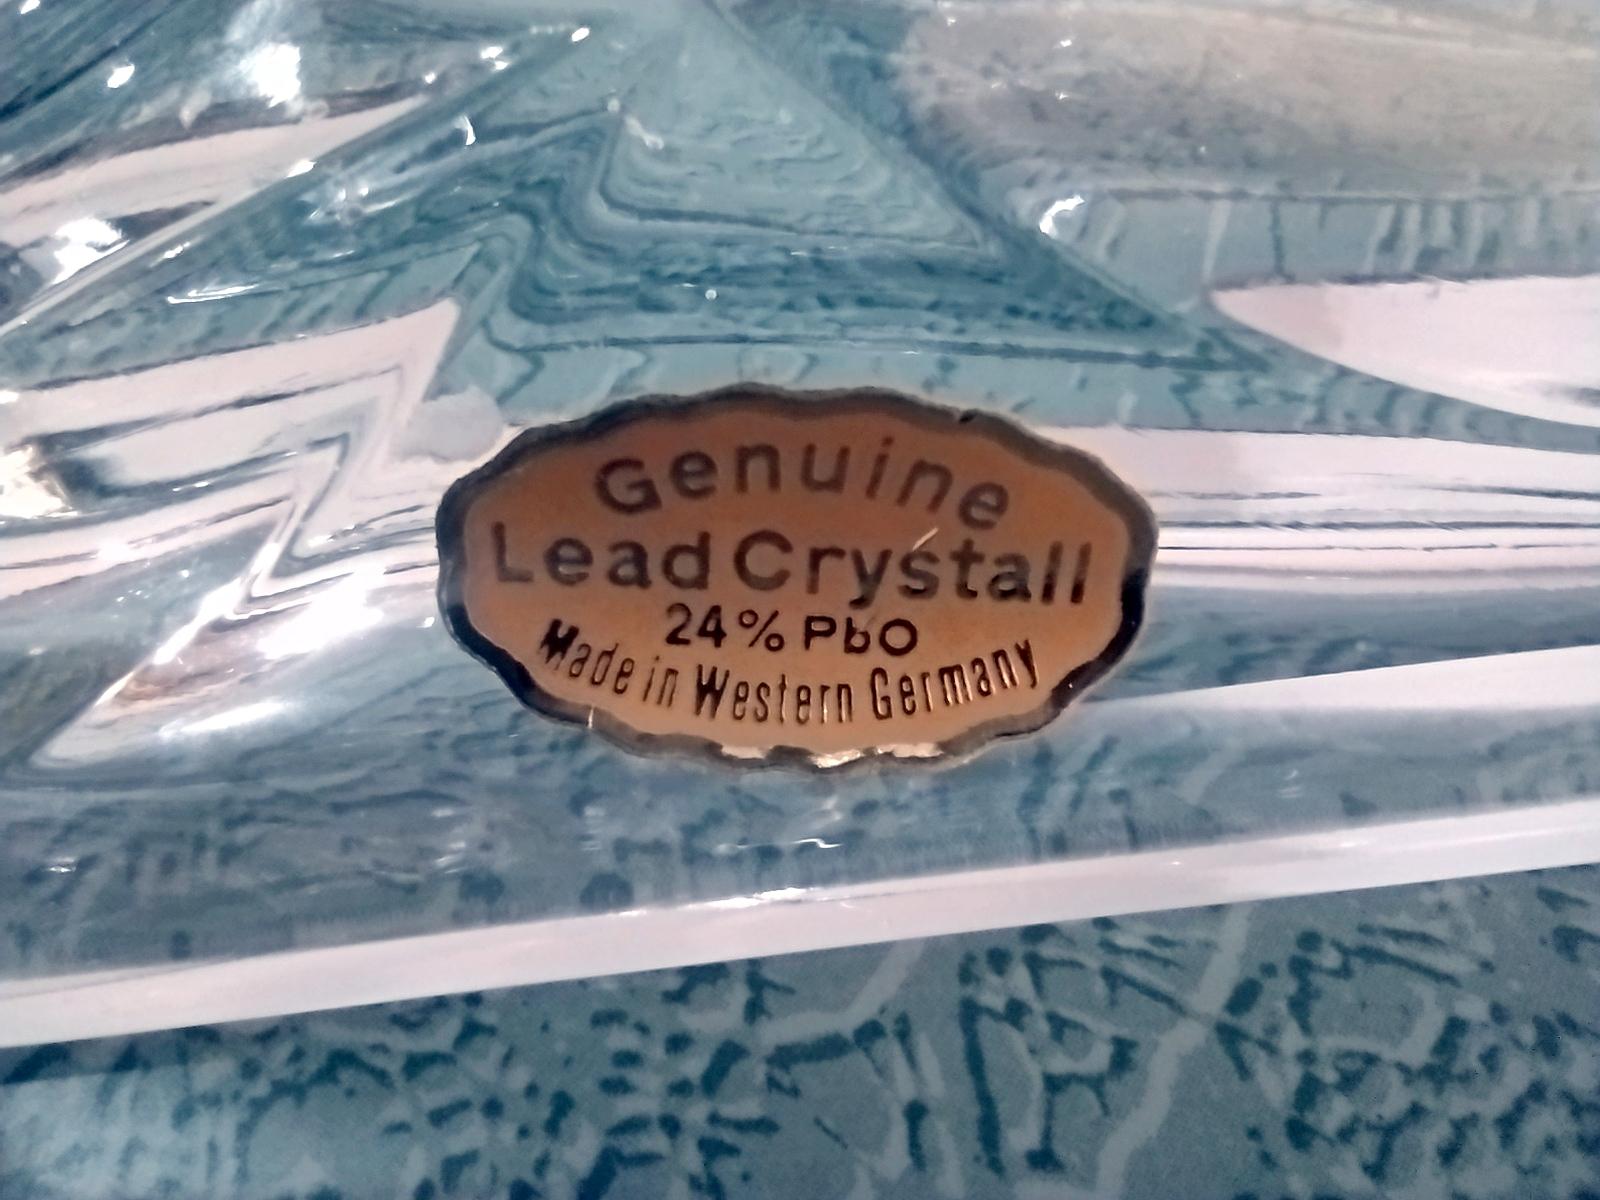 Genuine
Lead Crystall
24% PbO
Made in Western Germany